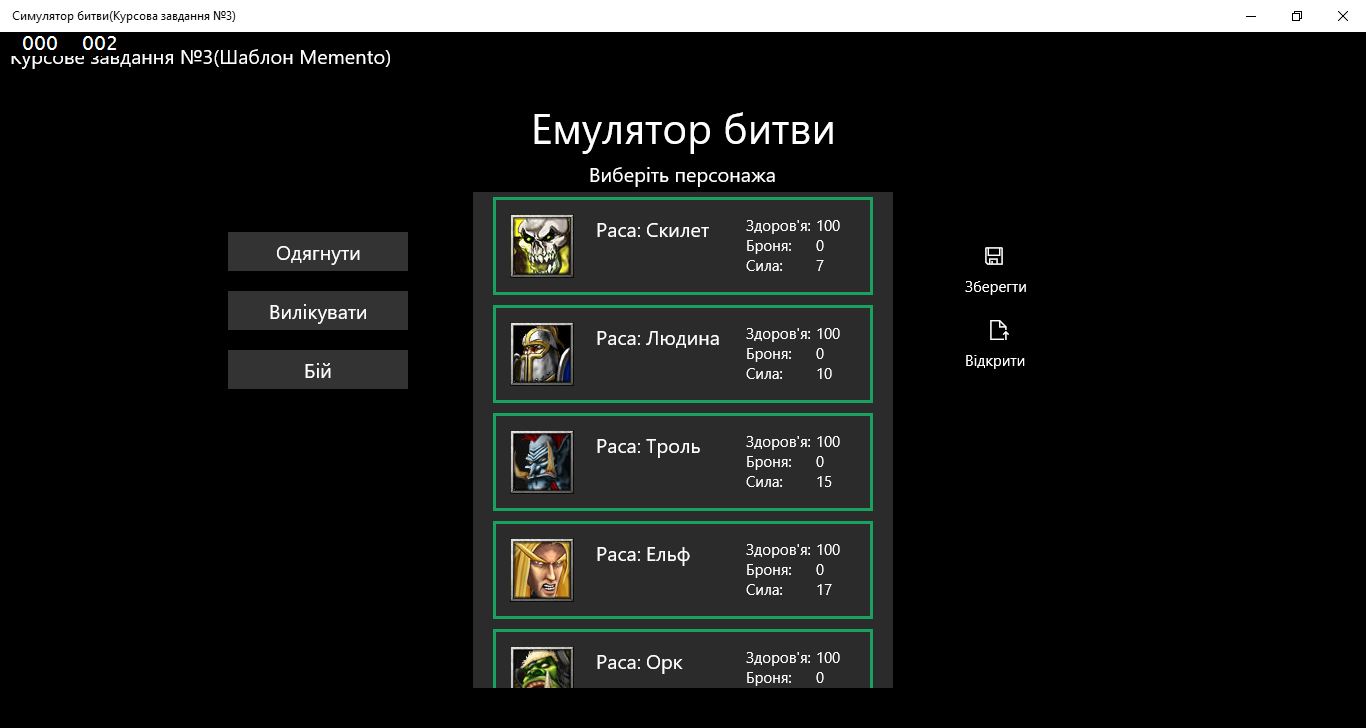 Симулятор битви(Курсова завдання №3)
000 002
Курсове завдання №3(Шаблон Memento)
Емулятор битви
Виберіть персонажа
Одягнути
Вилікувати
Бій
Раса: Скилет
Здоров'я: 100
Броня: 0
Сила: 7
Раса: Людина
Здоров'я: 100
Броня: 0
Сила: 10
Раса: Троль
Здоров'я: 100
Броня: 0
Сила: 15
Раса: Ельф
Здоров'я: 100
Броня: 0
Сила: 17
Раса: Орк
Здоров'я: 100
Броня: 0
Зберегти
Відкрити